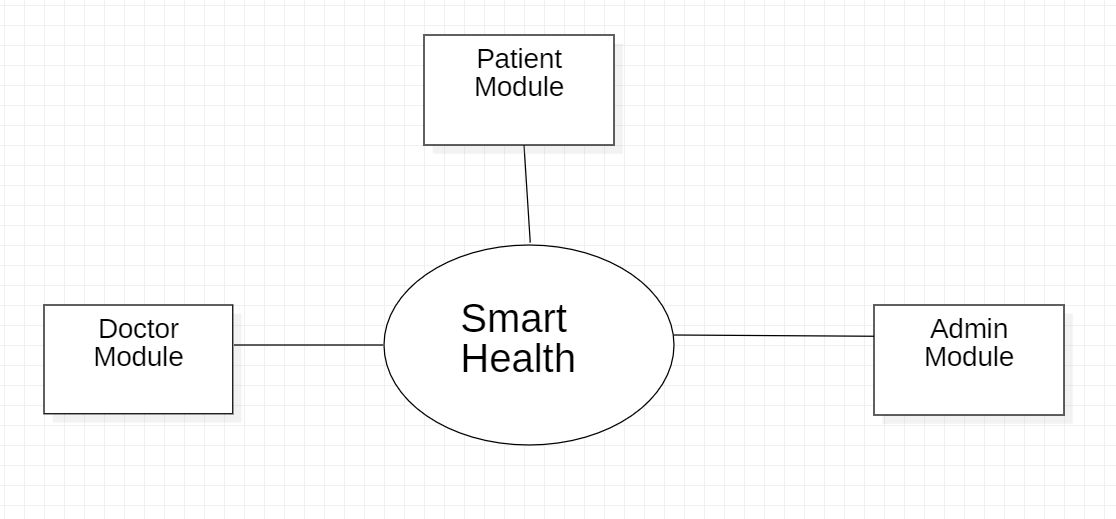 Patient
Module
Smart
Health
Doctor
Module
Admin
Module